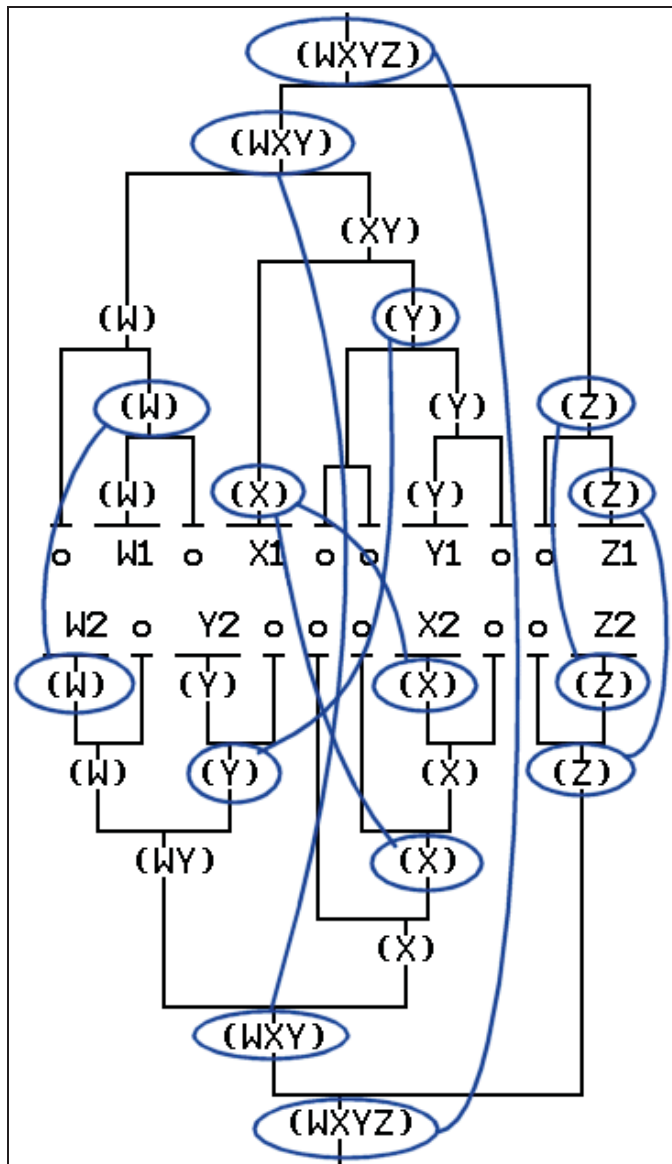 (WXYZ)
(WXY)
(XY)
(W) (Y)
(W) (Y) (Z)
(W) (X) (Y) (Z)
o W1 o X1 o o Y1 o o Z1
W2 o Y2 o o o X2 o o Z2
(W) (Y) (X) (Z)
(W) (Y) (X) (Z)
(WY) (X)
(X)
(WXY)
(WXYZ)